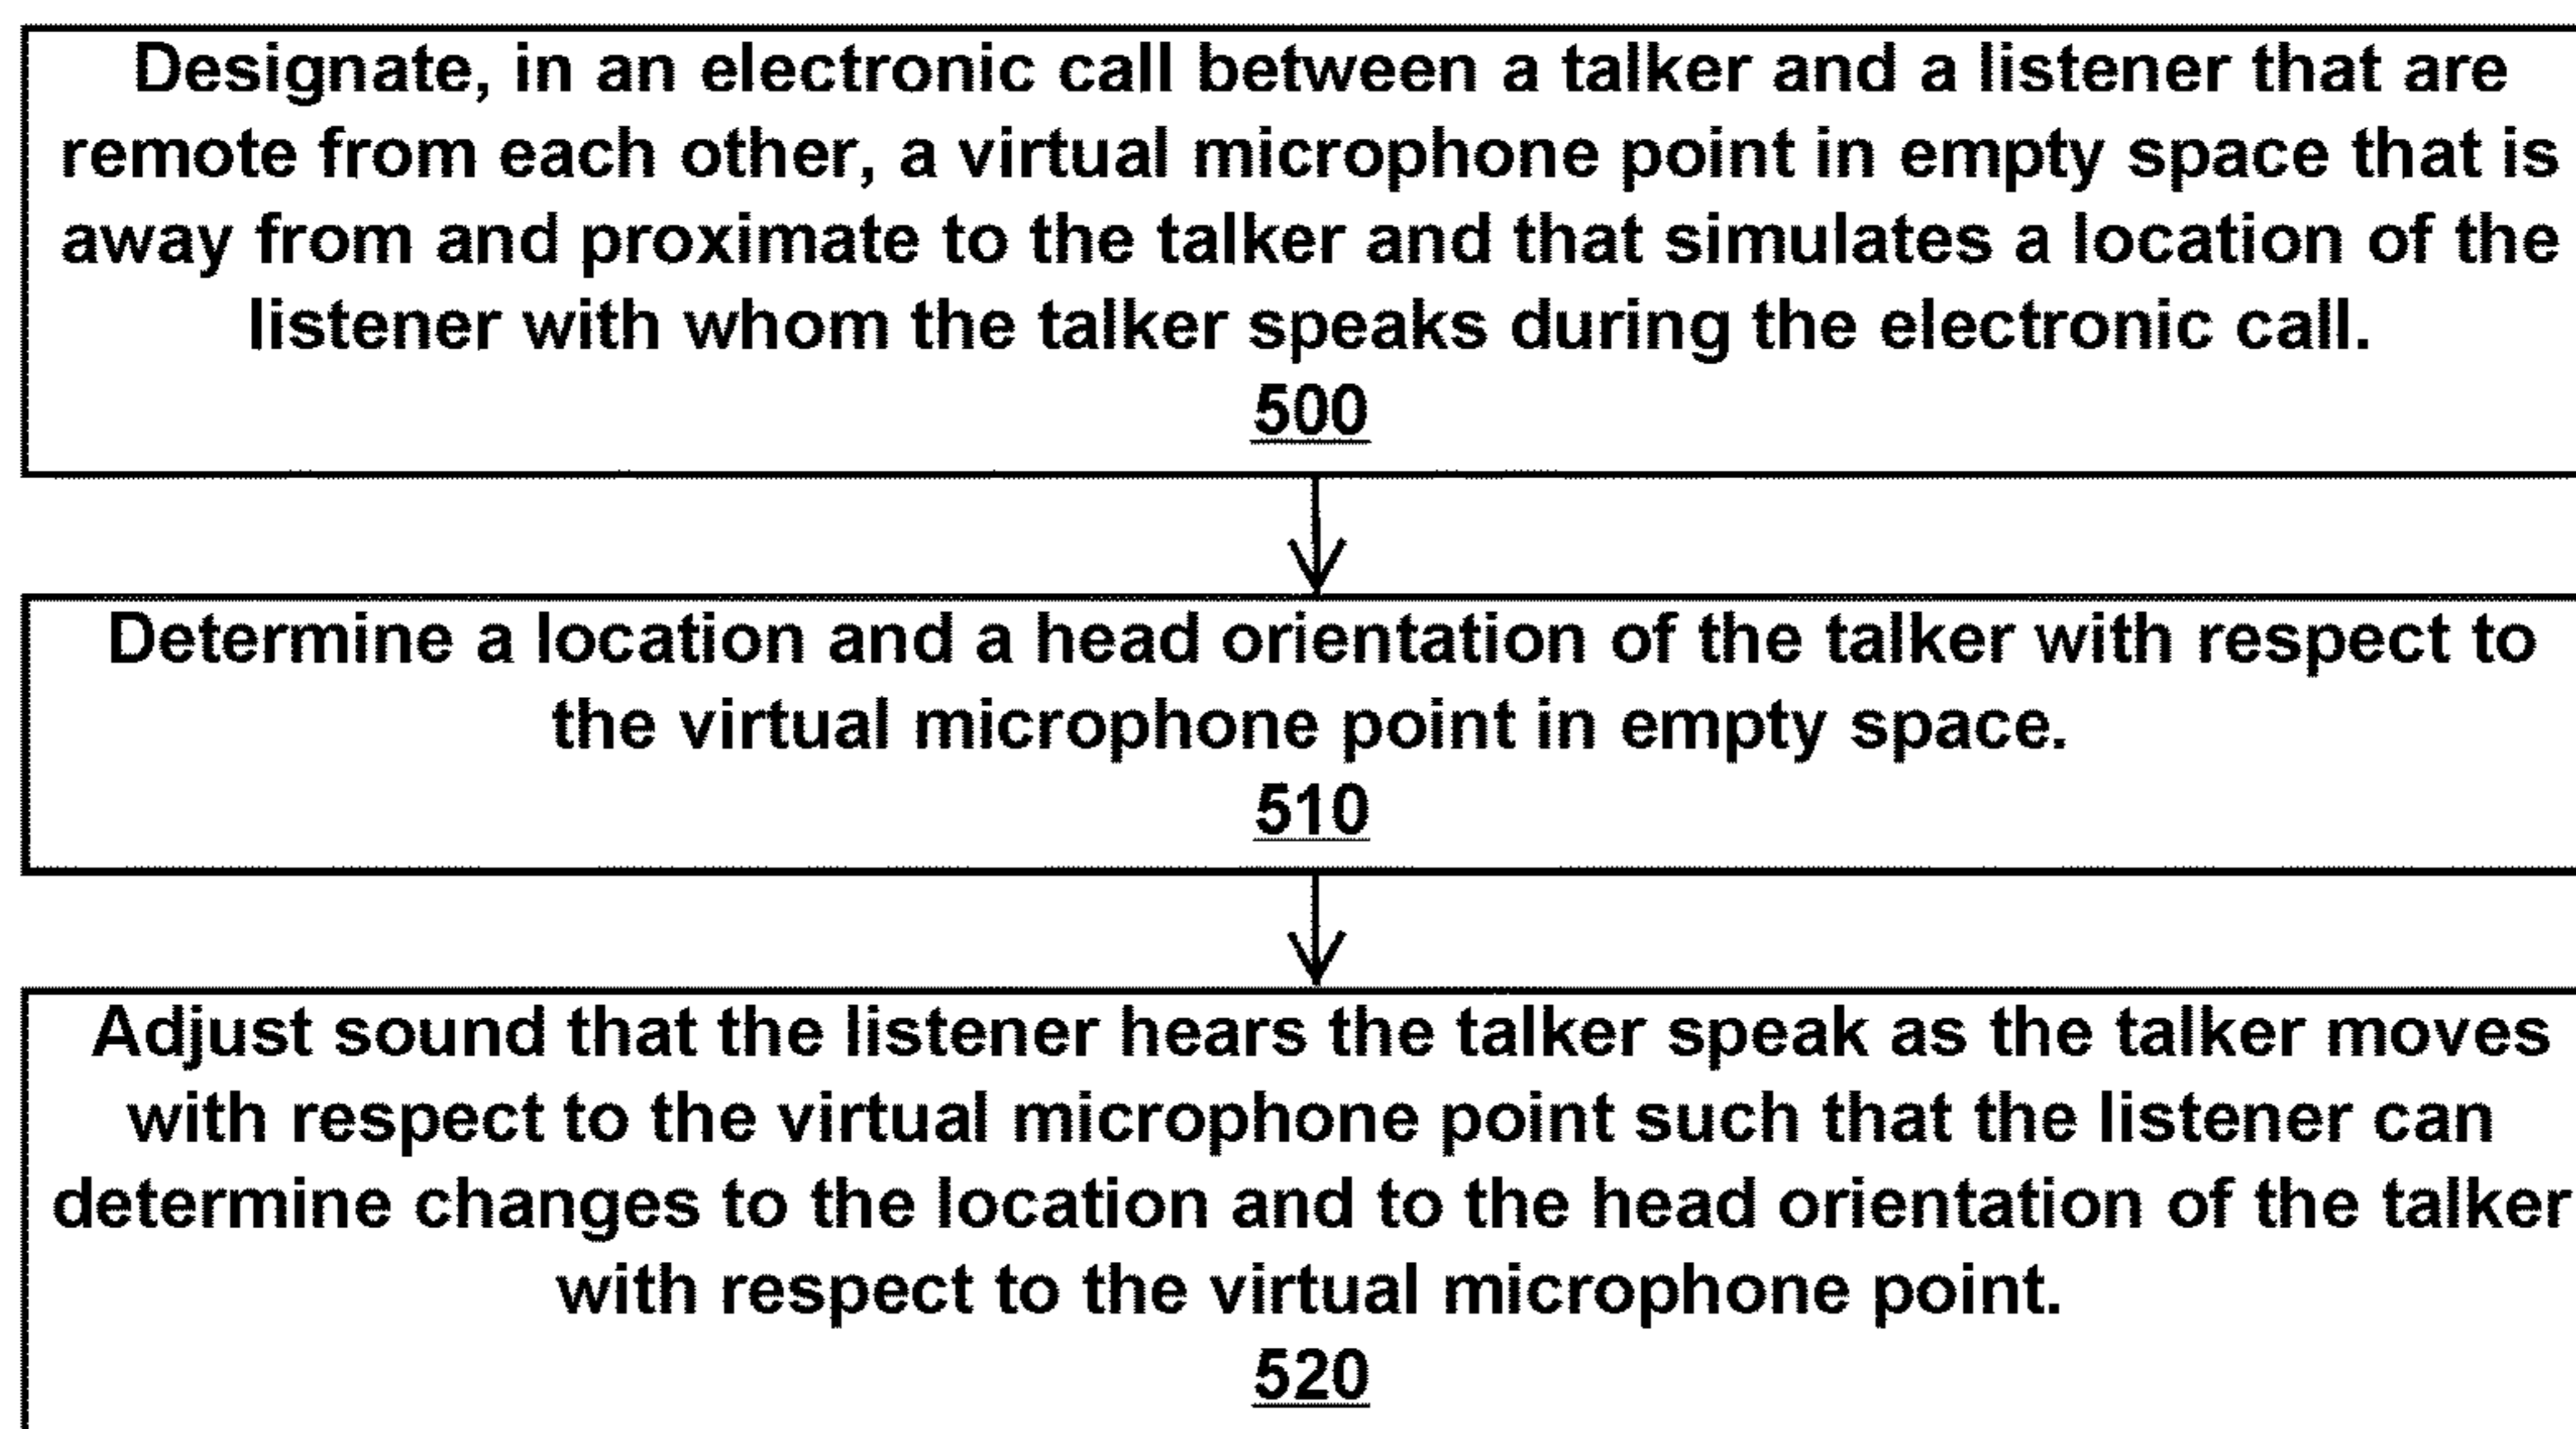 Designate, in an electronic call between a talker and a listener that are
remote from each other, a virtual microphone point in empty space that is
away from and proximate to the talker and that simulates a location of the
listener with whom the talker speaks during the electronic call.
500
Determine a location and a head orientation of the talker with respect to
the virtual microphone point in empty space.
510
Adjust sound that the listener hears the talker speak as the talker moves
with respect to the virtual microphone point such that the listener can
determine changes to the location and to the head orientation of the talker
with respect to the virtual microphone point.
520